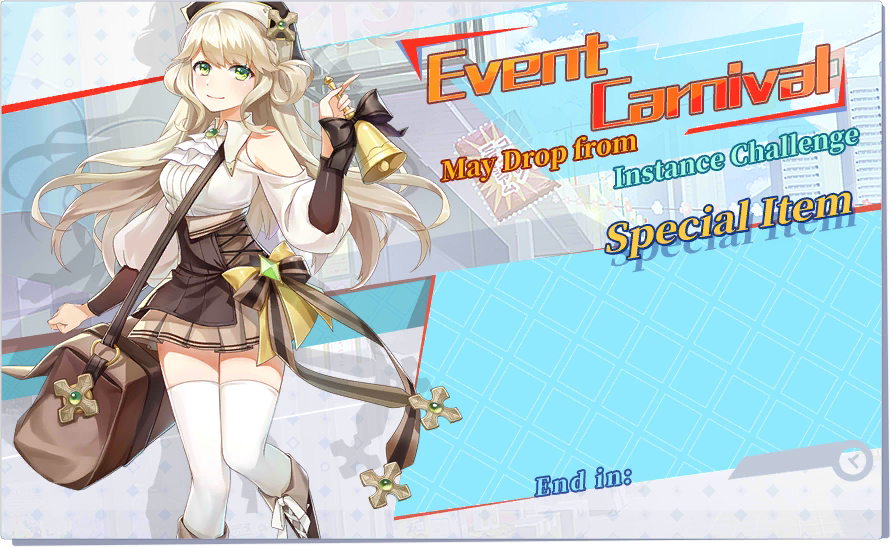 Event
Carnival
May Drop from
Instance Challenge
Special Item
End in: